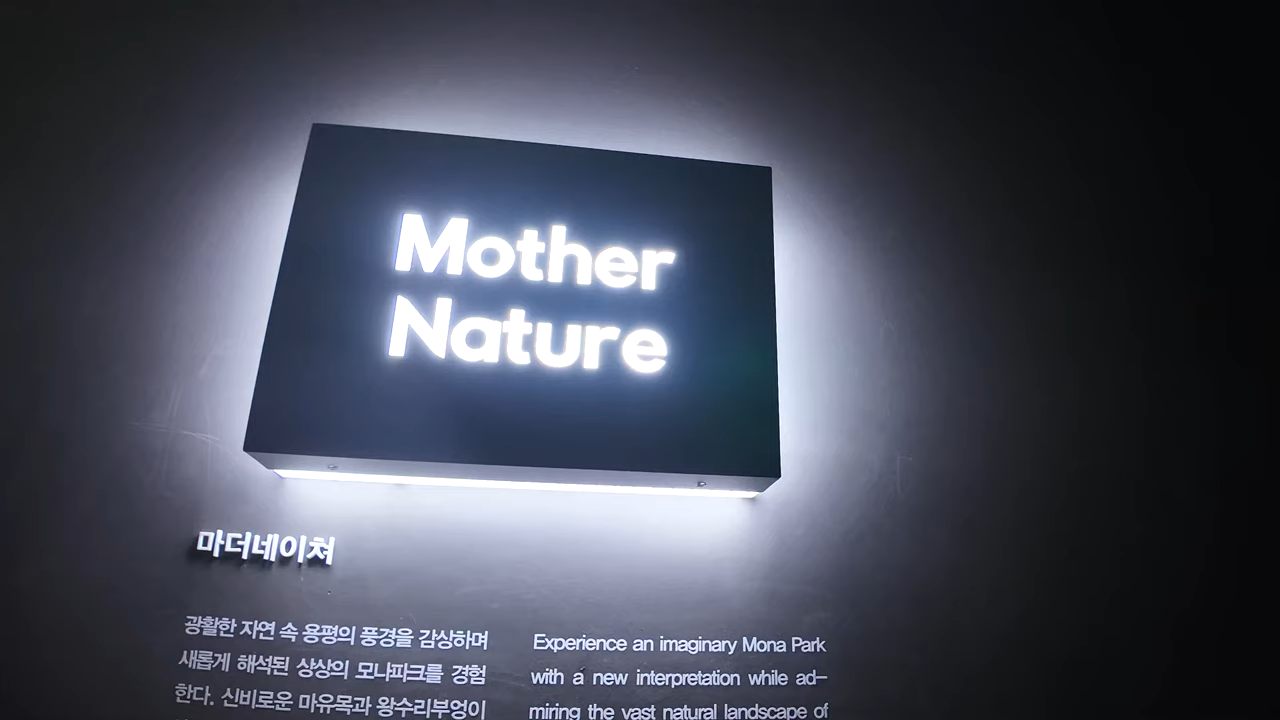 Mother
Nature
마더네이쳐
광활한 자연 속 용평의 풍경을 감상하며
새롭게 해석된 상상의 모나파크를 경험
한다. 신비로운 마유목과 왕수리부엉이
Experience an imaginary Mona Park
with a new interpretation while ad–
miring the vast natural landscape of